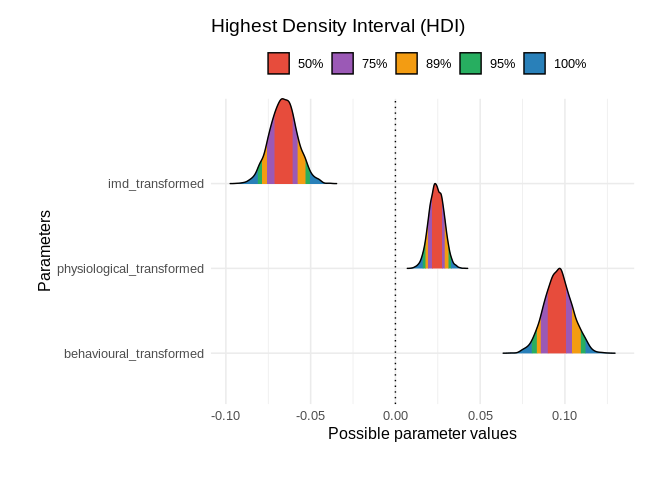 Highest Density Interval (HDI)
50% 75% 89% 95% 100%
imd_transformed
physiological_transformed
behavioural_transformed
Parameters
-0.10 -0.05 0.00 0.05 0.10
Possible parameter values